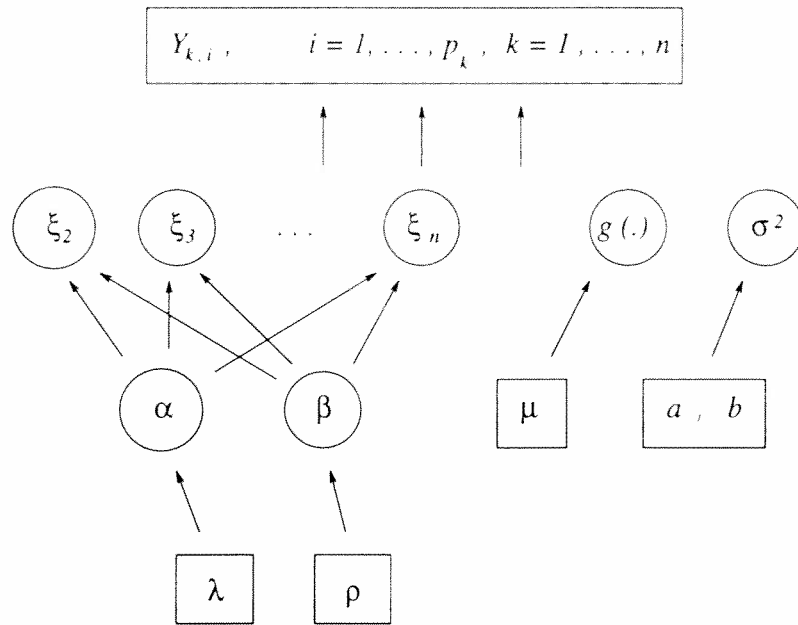 Y_{k,i} , i = 1, . . . , p_k , k = 1 , . . . , n
ξ_2 ξ_3 . . . ξ_n g (.) σ^2
α β μ a , b
λ ρ